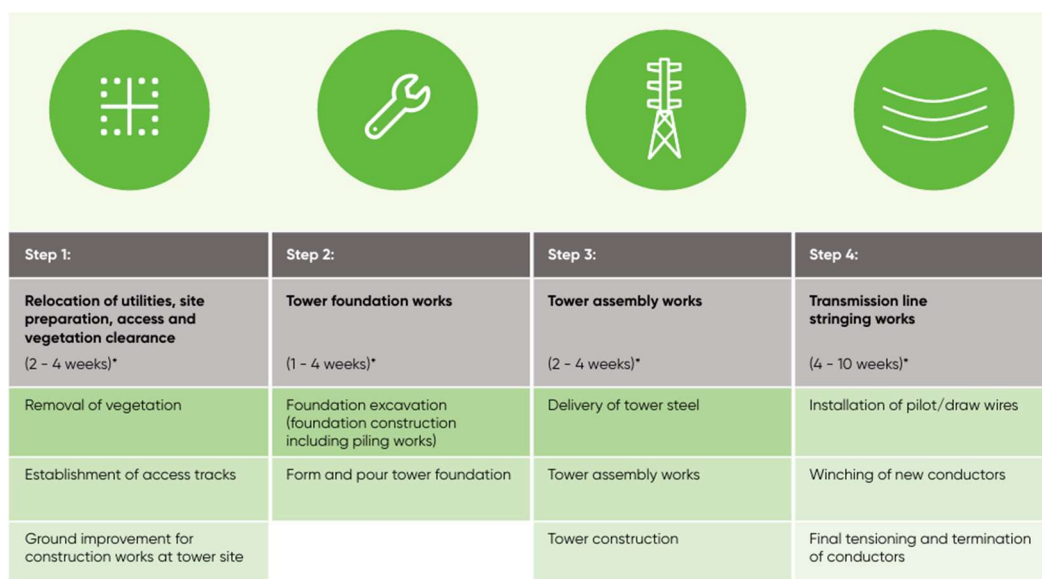 Step 1:
Step 2:
Step 3:
Step 4:
Relocation of utilities, site
preparation, access and
vegetation clearance
(2 - 4 weeks)*
Tower foundation works
(1 - 4 weeks)*
Tower assembly works
(2 - 4 weeks)*
Transmission line
stringing works
(4 - 10 weeks)*
Removal of vegetation
Foundation excavation
(foundation construction
including piling works)
Delivery of tower steel
Installation of pilot/draw wires
Establishment of access tracks
Form and pour tower foundation
Tower assembly works
Winching of new conductors
Ground improvement for
construction works at tower site
Tower construction
Final tensioning and termination
of conductors